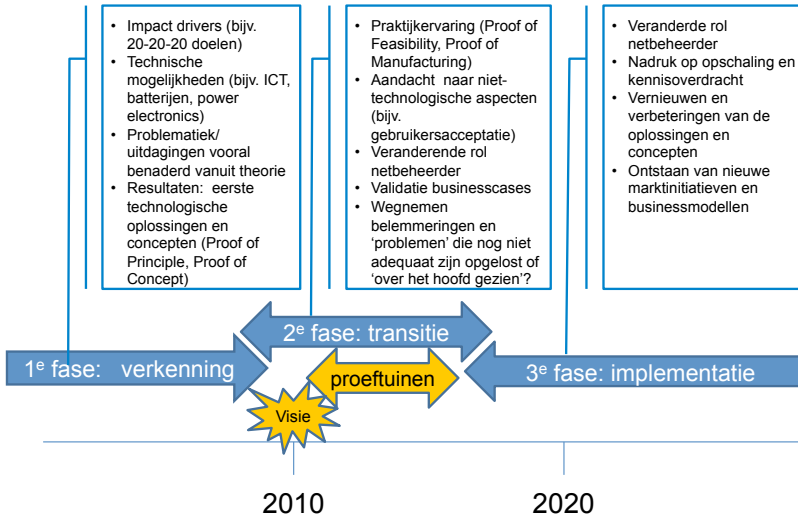 • Impact drivers (bijv.
20-20-20 doelen)
• Technische
mogelijkheden (bijv. ICT,
batterijen, power
electronics)
• Problematiek/
uitdagingen vooral
benaderd vanuit theorie
• Resultaten: eerste
technologische
oplossingen en
concepten (Proof of
Principle, Proof of
Concept)
• Praktijkervaring (Proof of
Feasibility, Proof of
Manufacturing)
• Aandacht naar niet-
technologische aspecten
(bijv.
gebruikersacceptatie)
• Veranderende rol
netbeheerder
• Validatie businesscases
• Wegnemen
belemmeringen en
‘problemen’ die nog niet
adequaat zijn opgelost of
‘over het hoofd gezien’?
• Veranderde rol
netbeheerder
• Nadruk op opschaling en
kennisoverdracht
• Vernieuwen en
verbeteringen van de
oplossingen en
concepten
• Ontstaan van nieuwe
marktinitiatieven en
businessmodellen
2e fase: transitie
1e fase: verkenning
proeftuinen
3e fase: implementatie
Visie
2010
2020